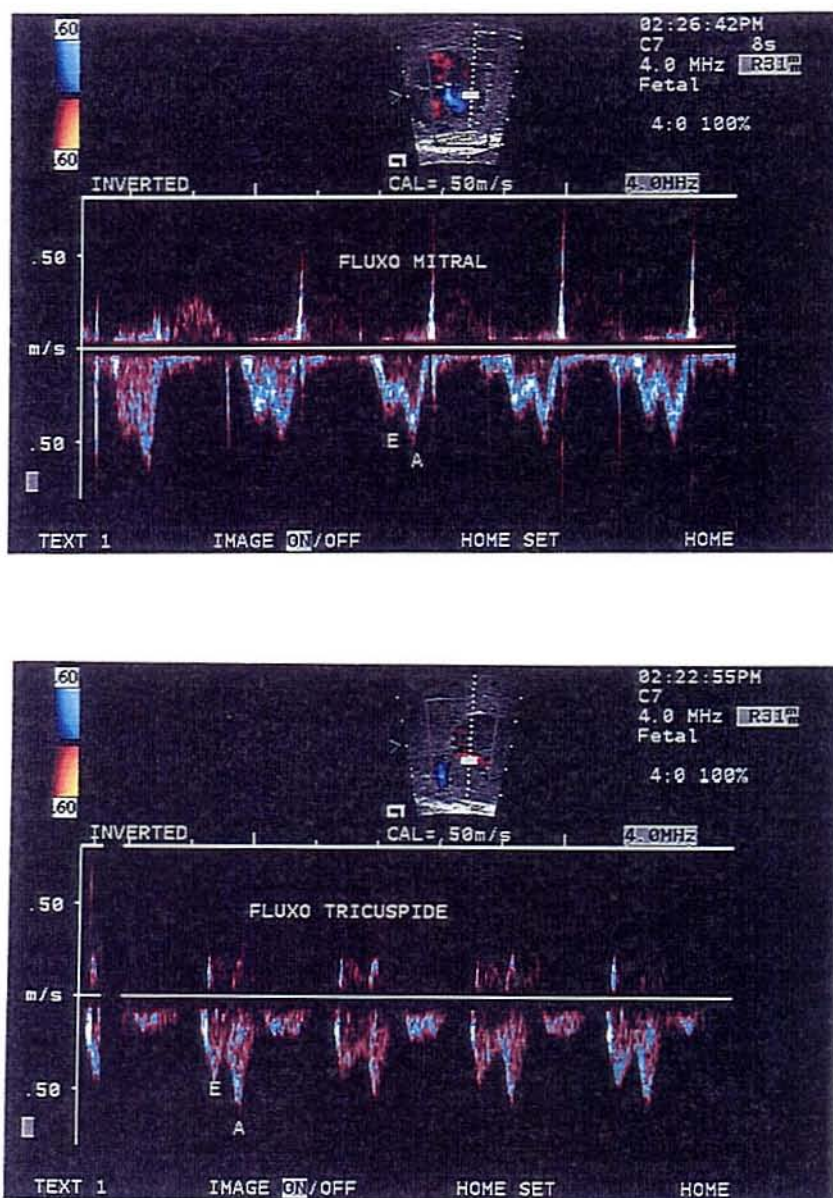 .60
.60
02:26:42PM
C7 8s
4.0 MHz R31
Fetal
4:0 100%
INVERTED CAL=.50m/s 4.0MHz
.50
FLUXO MITRAL
m/s
.50
E
A
TEXT 1 IMAGE ON/OFF HOME SET HOME
.60
.60
02:22:55PM
C7
4.0 MHz R31
Fetal
4:0 100%
INVERTED CAL=.50m/s 4.0MHz
.50
FLUXO TRICUSPIDE
m/s
.50
E
A
TEXT 1 IMAGE ON/OFF HOME SET HOME